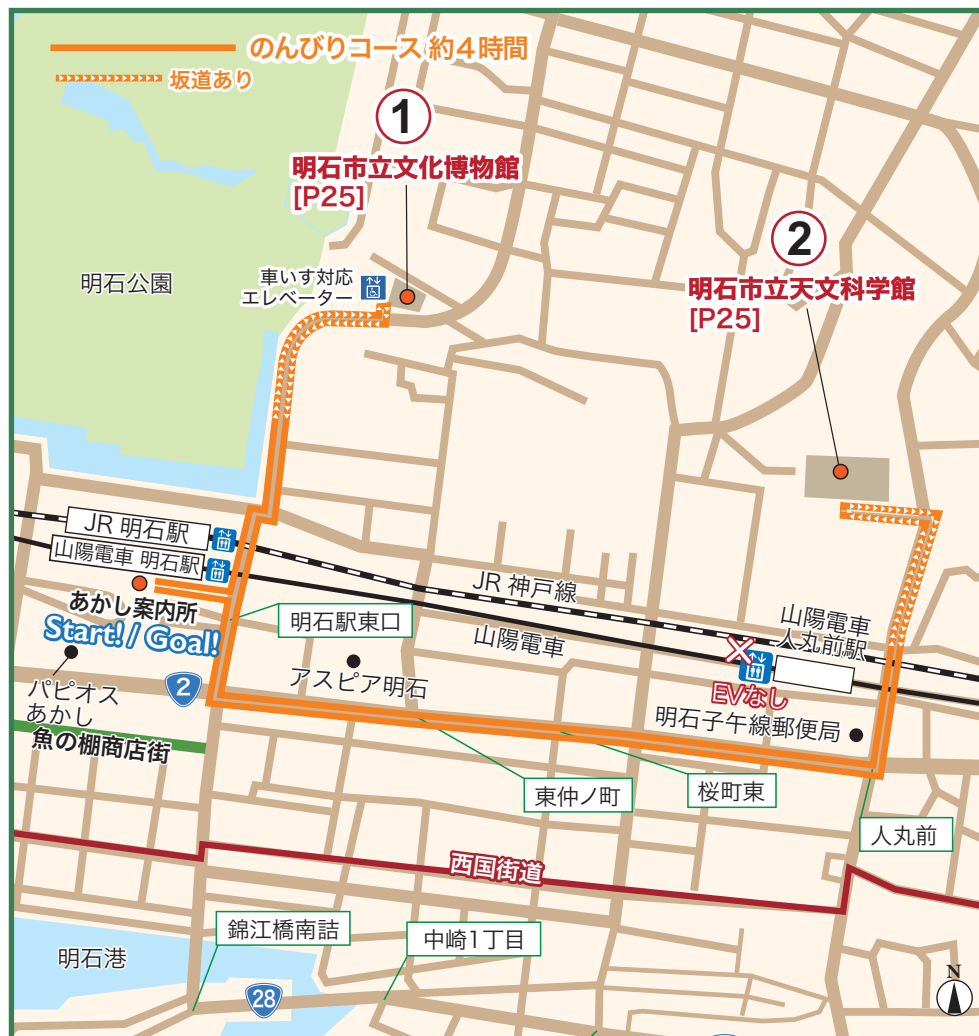 のんびりコース 約4時間
坂道あり
1
明石市立文化博物館
[P25]
2
明石市立天文科学館
[P25]
明石公園
車いす対応
エレベーター
JR 明石駅
山陽電車 明石駅
あかし案内所
Start! / Goal!
明石駅東口
JR 神戸線
山陽電車
山陽電車
人丸前駅
EVなし
パピオス
あかし
2
アスピア明石
明石子午線郵便局
魚の棚商店街
東仲ノ町
桜町東
人丸前
西国街道
錦江橋南詰
中崎1丁目
明石港
28
N